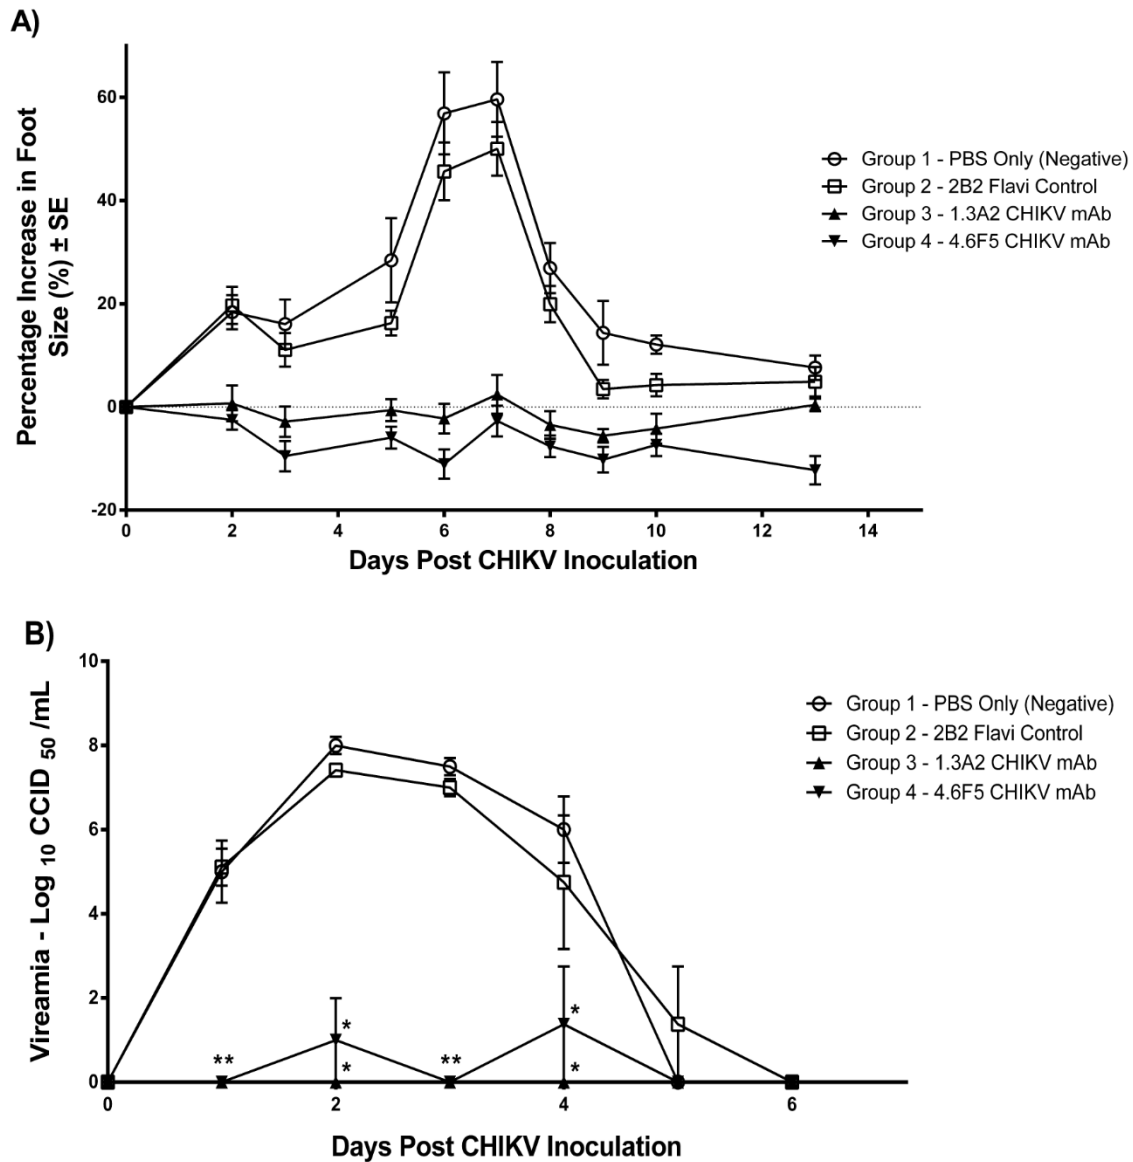 A)
Percentage Increase in Foot
Size (%) ± SE
60
40
20
0
-20
0 2 4 6 8 10 12 14
Days Post CHIKV Inoculation
Group 1 - PBS Only (Negative)
Group 2 - 2B2 Flavi Control
Group 3 - 1.3A2 CHIKV mAb
Group 4 - 4.6F5 CHIKV mAb
B)
Vireamia - Log 10 CCID 50 /mL
10
8
6
4
2
0
** * * ** * *
0 2 4 6
Days Post CHIKV Inoculation
Group 1 - PBS Only (Negative)
Group 2 - 2B2 Flavi Control
Group 3 - 1.3A2 CHIKV mAb
Group 4 - 4.6F5 CHIKV mAb